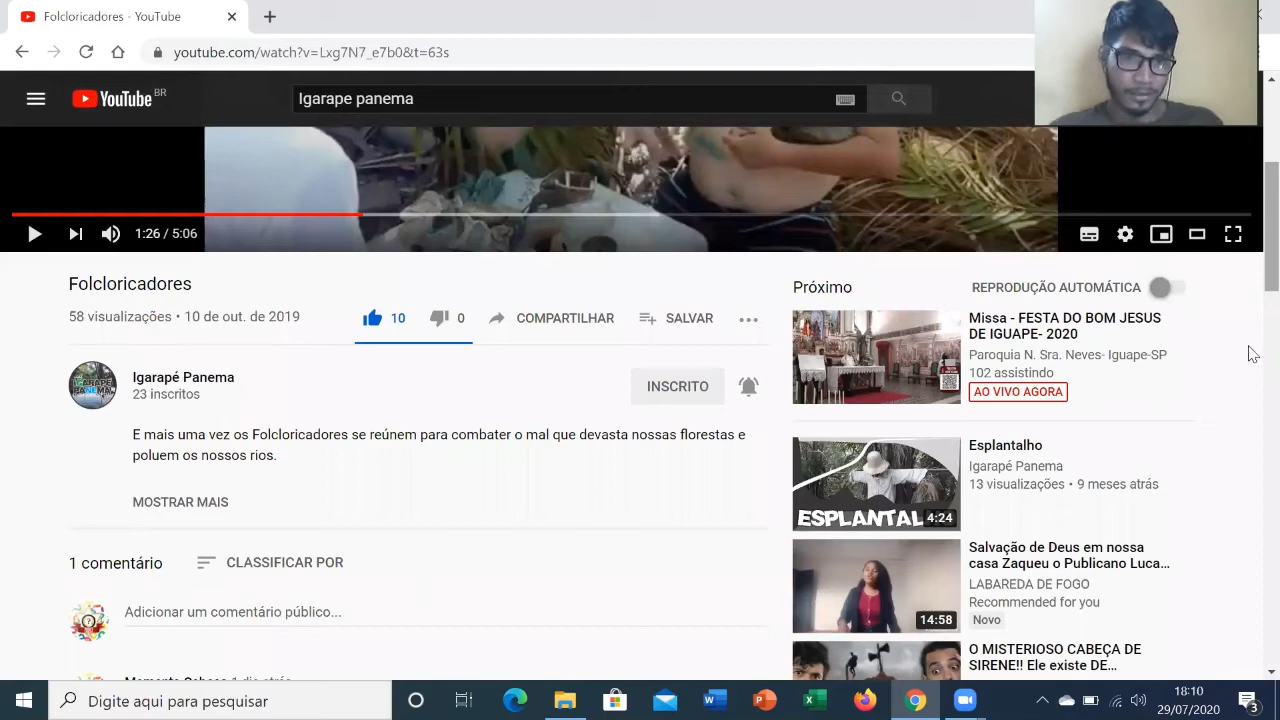 Folcloricadores - YouTube
youtube.com/watch?v=Lxg7N7_e7b0&t=63s
YouTube BR
Igarape panema
1:26 / 5:06
Folcloricadores
58 visualizações • 10 de out. de 2019
10
0
COMPARTILHAR
SALVAR
IGARAPÉ
PANEMA
Igarapé Panema
23 inscritos
INSCRITO
E mais uma vez os Folcloricadores se reúnem para combater o mal que devasta nossas florestas e
poluem os nossos rios.
MOSTRAR MAIS
1 comentário
CLASSIFICAR POR
Adicionar um comentário público...
Próximo
REPRODUÇÃO AUTOMÁTICA
Missa - FESTA DO BOM JESUS
DE IGUAPE- 2020
Paroquia N. Sra. Neves- Iguape-SP
102 assistindo
AO VIVO AGORA
ESPLANTAL
4:24
Esplantalho
Igarapé Panema
13 visualizações • 9 meses atrás
14:58
Salvação de Deus em nossa
casa Zaqueu o Publicano Luca...
LABAREDA DE FOGO
Recommended for you
Novo
O MISTERIOSO CABEÇA DE
SIRENE!! Ele existe DE...
Digite aqui para pesquisar
18:10
29/07/2020
3